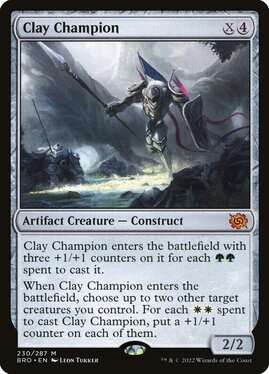 Clay Champion X4
Artifact Creature — Construct
Clay Champion enters the battlefield with
three +1/+1 counters on it for each
spent to cast it.
When Clay Champion enters the
battlefield, choose up to two other target
creatures you control. For each
spent to cast Clay Champion, put a +1/+1
counter on each of them.
2/2
230/287 M
BRO • EN LEON TUKKER
™ & © 2022 Wizards of the Coast